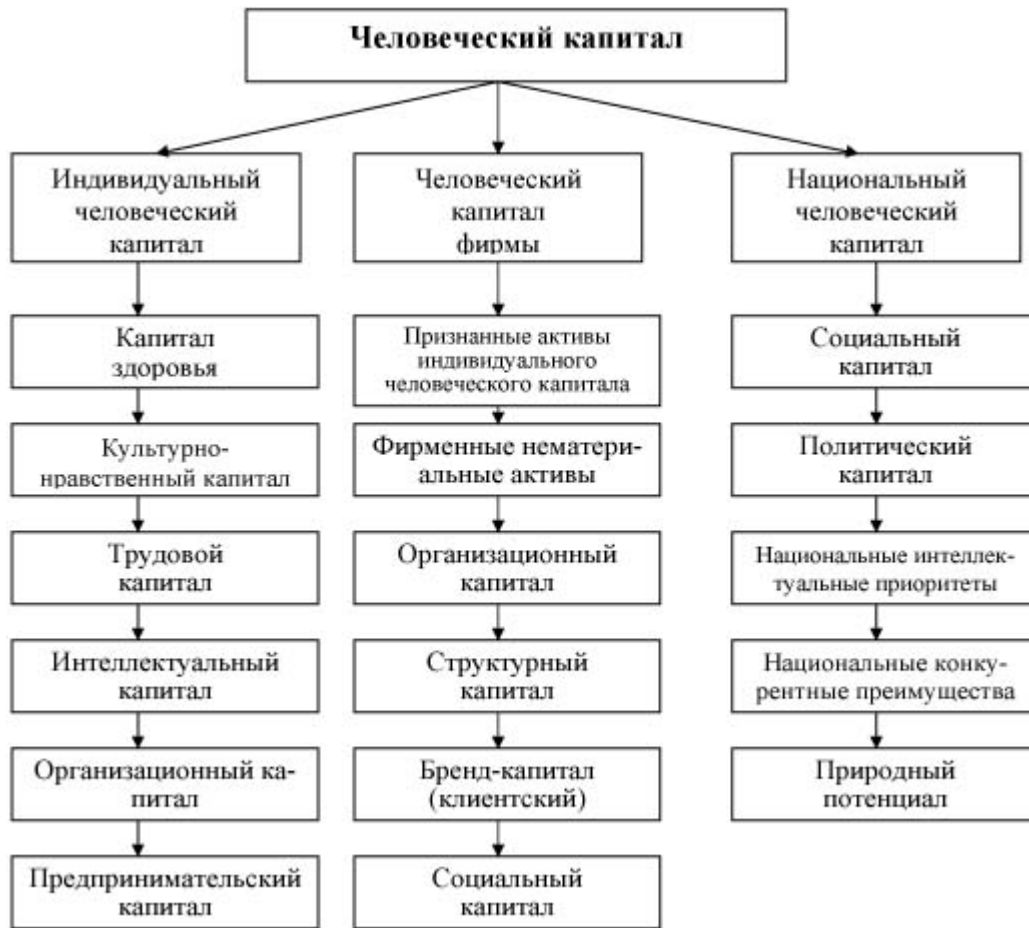 Человеческий капитал
Индивидуальный
человеческий
капитал
Человеческий
капитал
фирмы
Национальный
человеческий
капитал
Капитал
здоровья
Признанные активы
индивидуального
человеческого капитала
Социальный
капитал
Культурно-
нравственный капитал
Фирменные нематери-
альные активы
Политический
капитал
Трудовой
капитал
Организационный
капитал
Национальные интеллек-
туальные приоритеты
Интеллектуальный
капитал
Структурный
капитал
Национальные конку-
рентные преимущества
Организационный ка-
питал
Бренд-капитал
(клиентский)
Природный
потенциал
Предпринимательский
капитал
Социальный
капитал